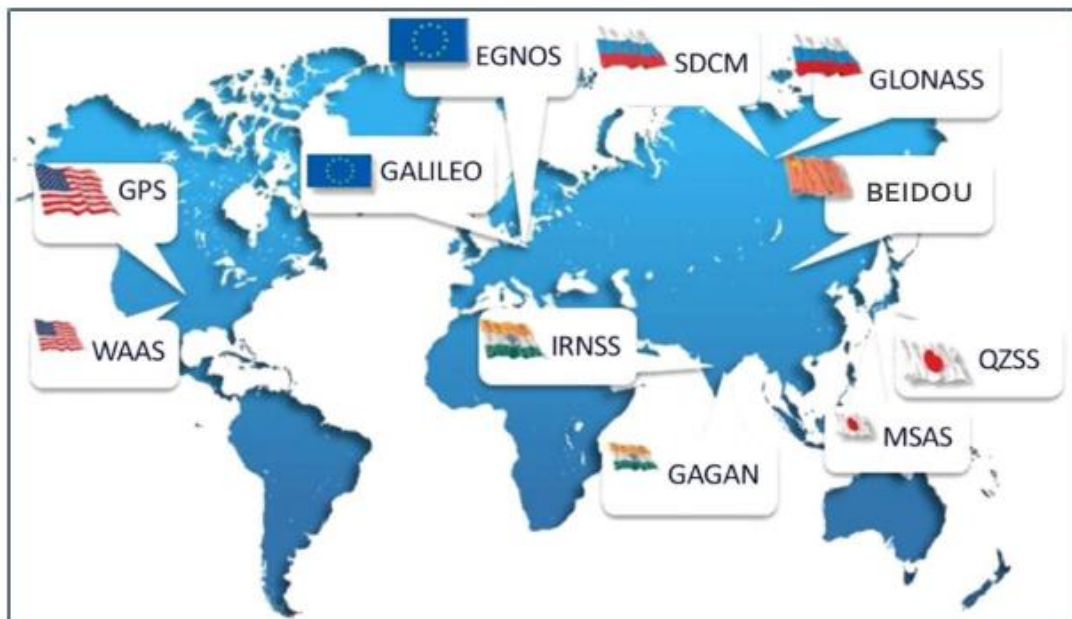 EGNOS
SDCM
GLONASS
GPS
GALILEO
BEIDOU
WAAS
IRNSS
QZSS
MSAS
GAGAN